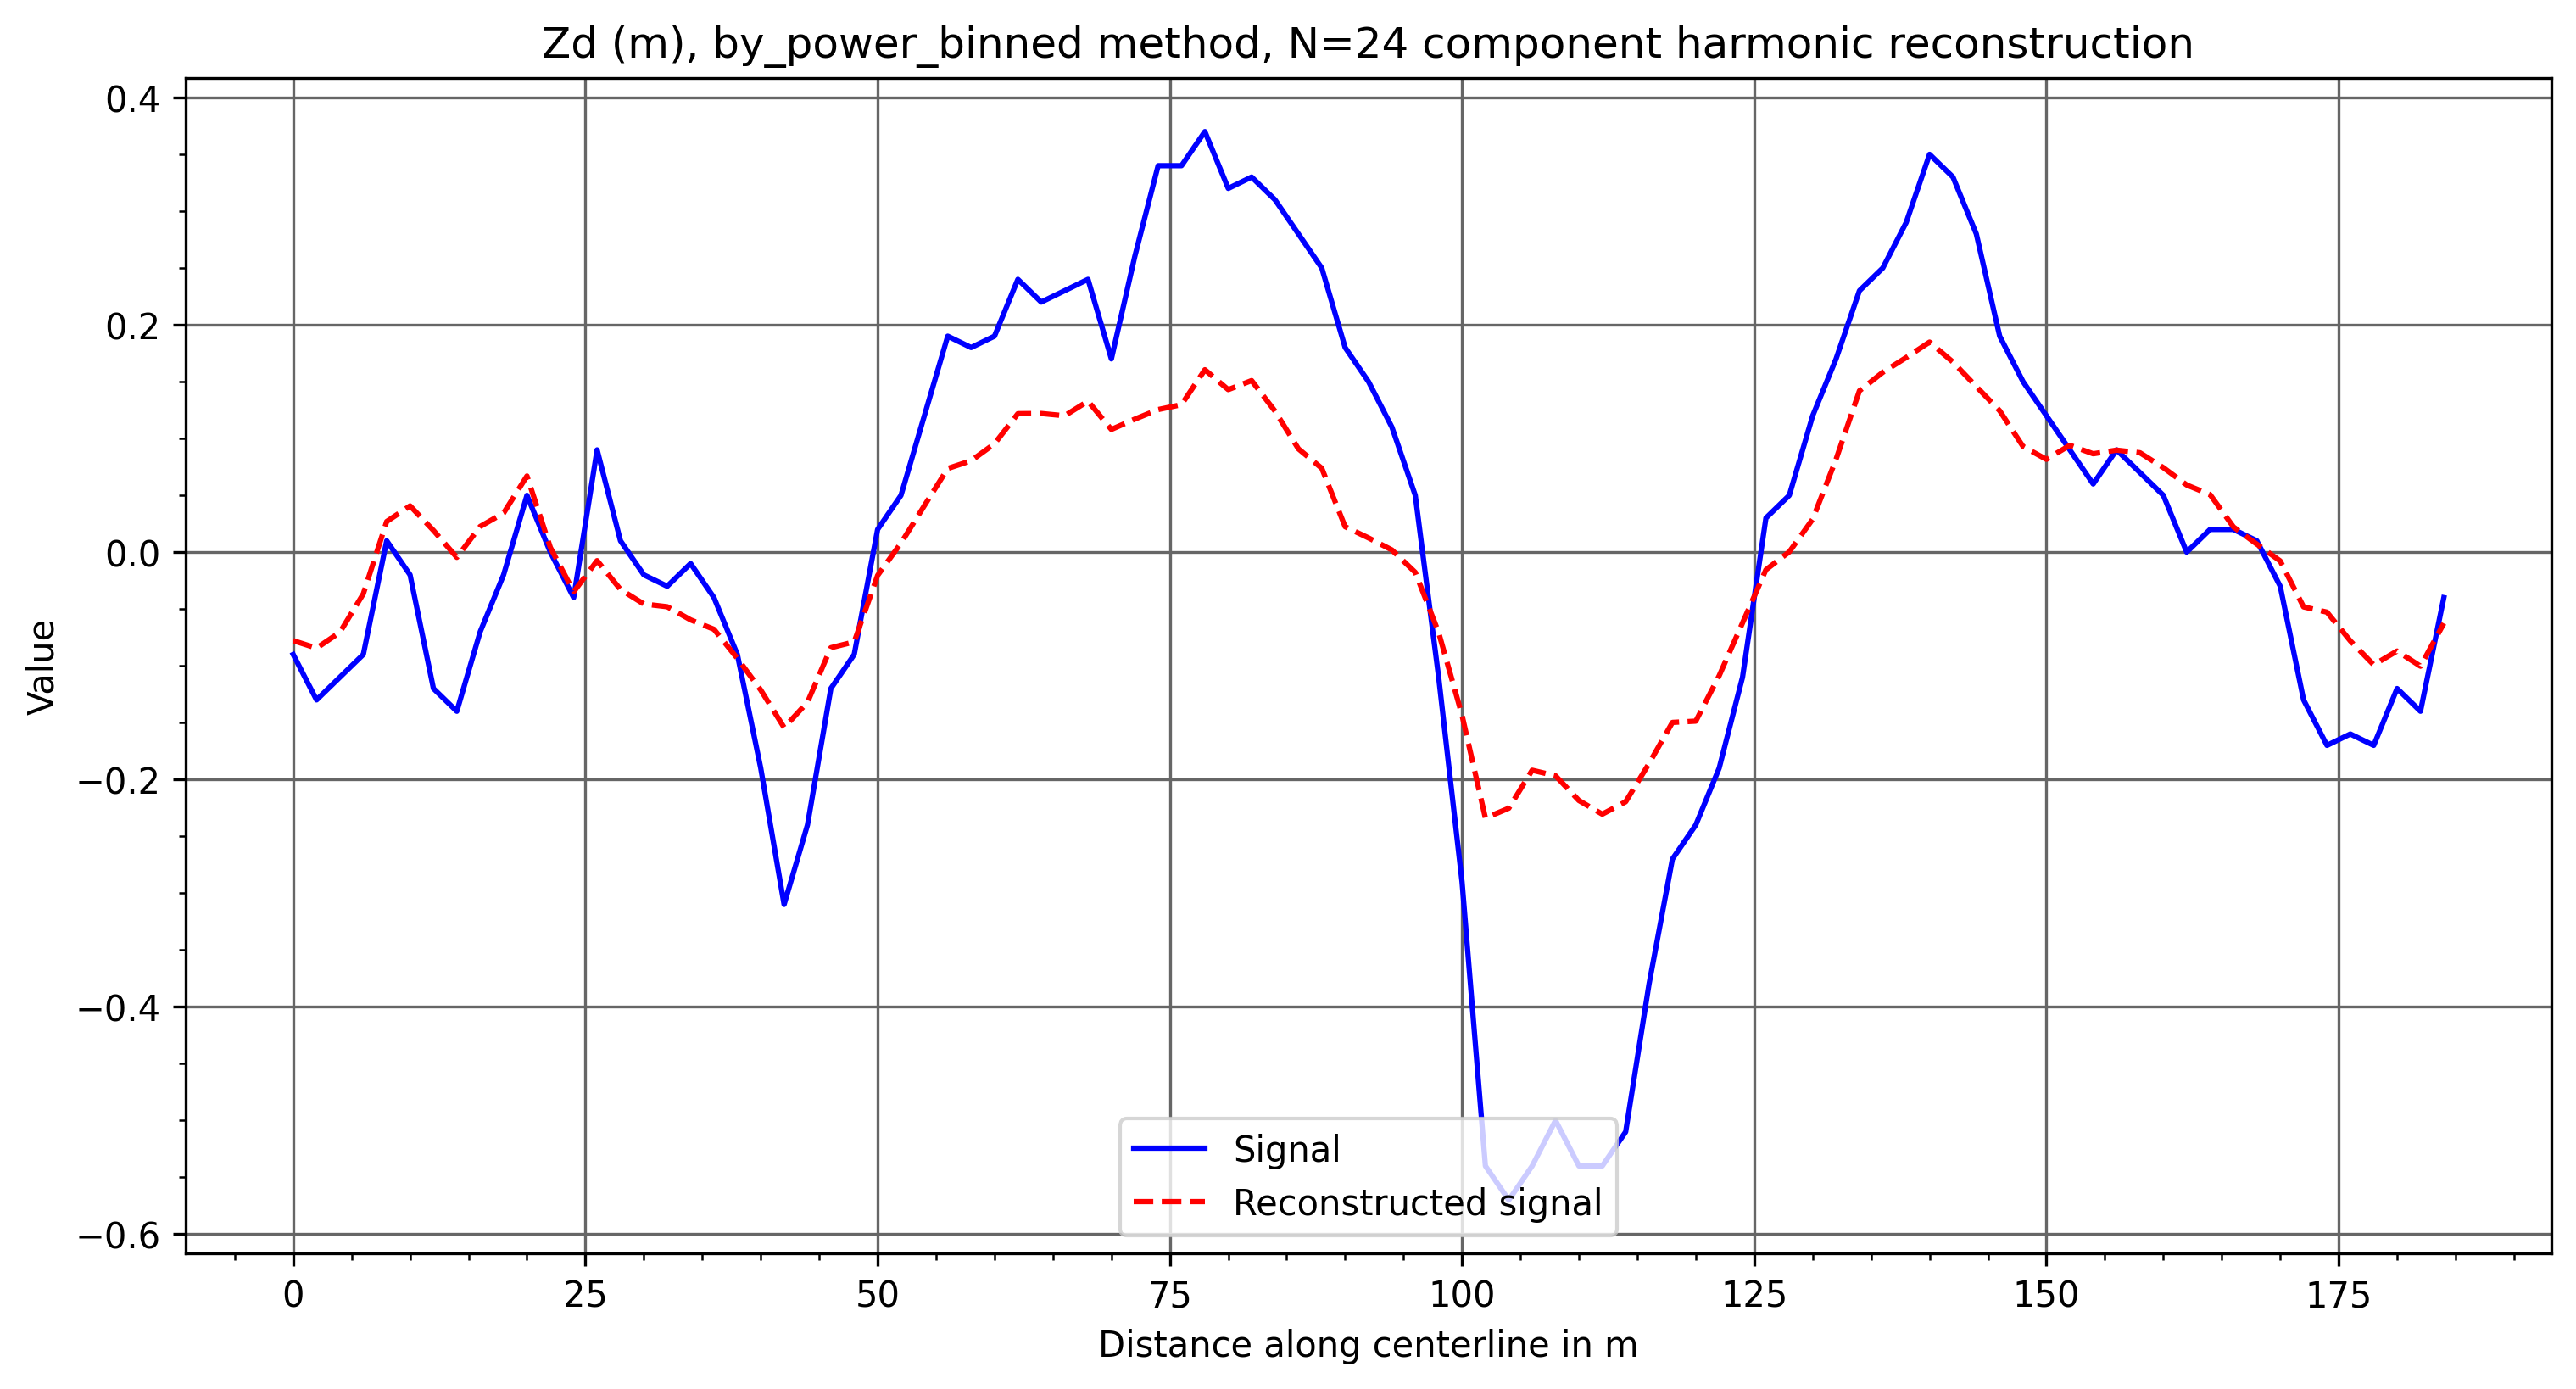 Zd (m), by_power_binned method, N=24 component harmonic reconstruction
0.4
0.2
0.0
−0.2
−0.4
−0.6
Value
Signal
Reconstructed signal
0 25 50 75 100 125 150 175
Distance along centerline in m